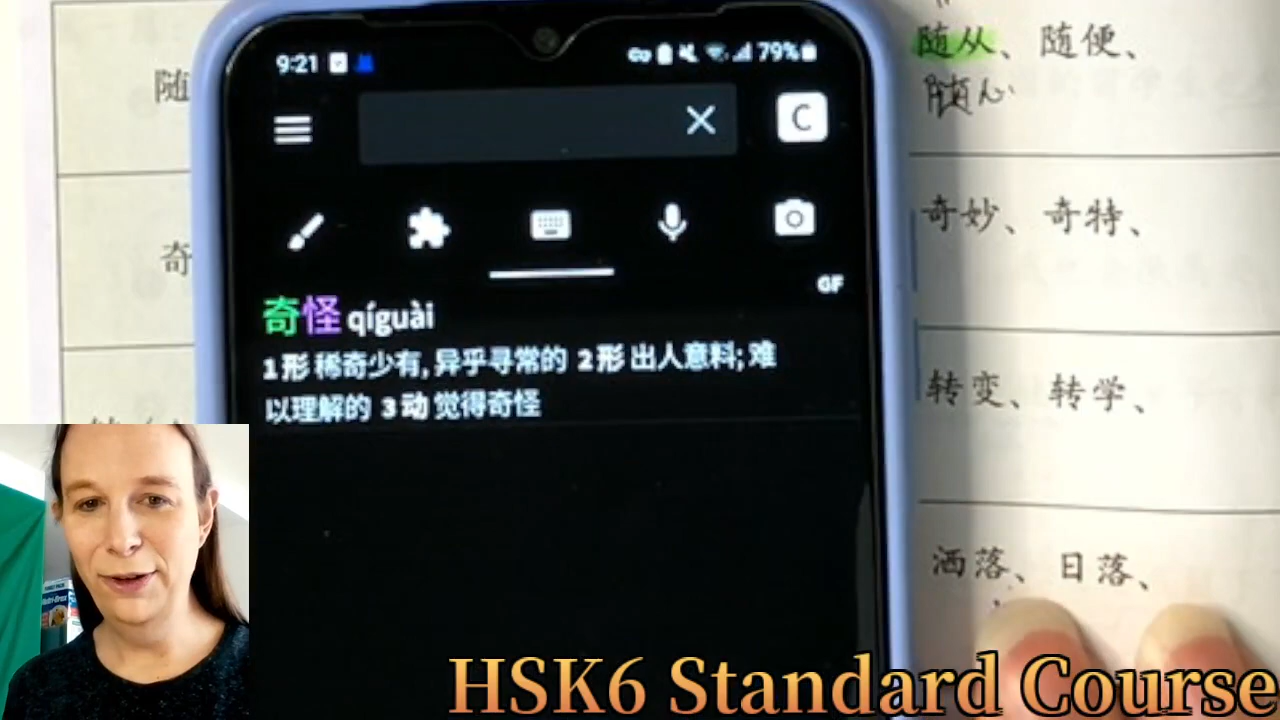 随
奇
9:21
79%
C
GF
奇怪 qíguài
1 形 稀奇少有, 异乎寻常的 2 形 出人意料; 难
以理解的 3 动 觉得奇怪
随从、随便、
随心
奇妙、奇特、
转变、转学、
洒落、日落、
HSK6 Standard Course